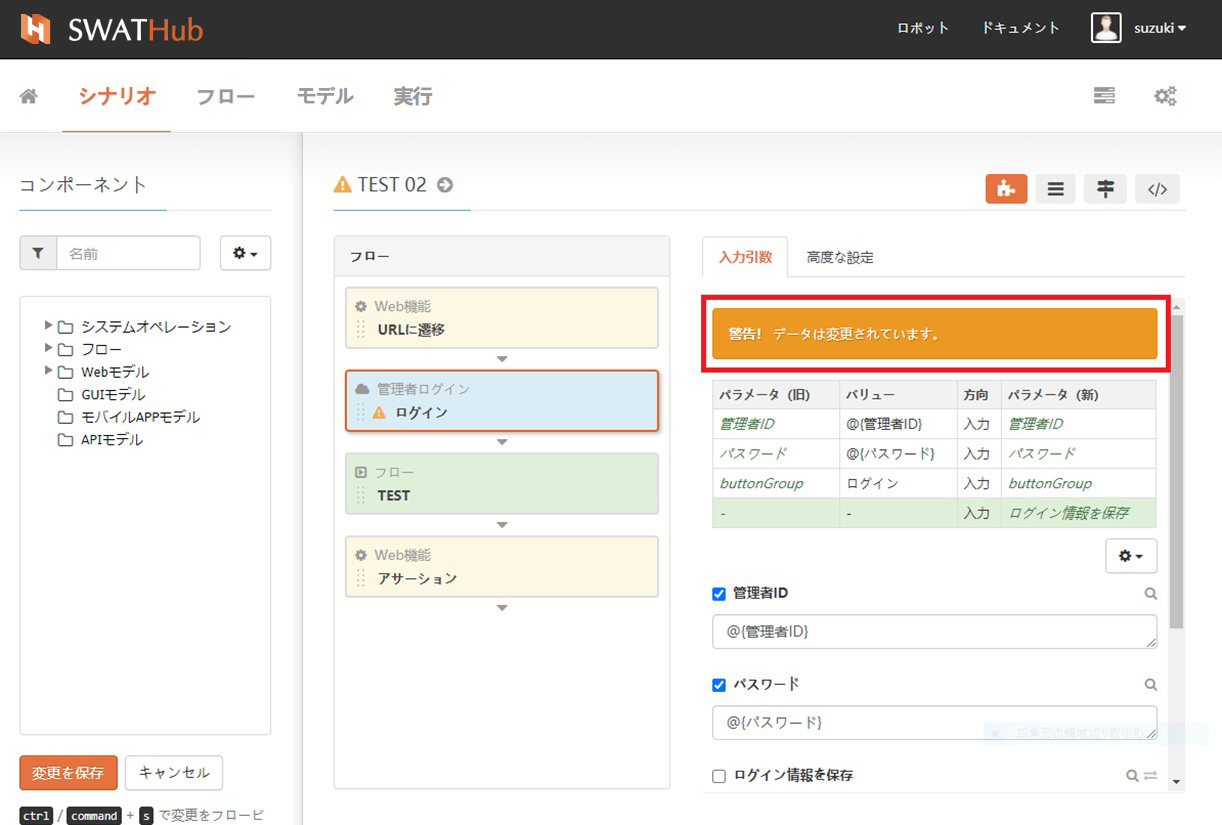 SWATHub
ロボット
ドキュメント
suzuki
シナリオ
フロー
モデル
実行
コンポーネント
名前
システムオペレーション
フロー
Webモデル
GUIモデル
モバイルAPPモデル
APIモデル
変更を保存
キャンセル
ctrl / command + s で変更をフロービ
TEST 02
フロー
Web機能
URLに遷移
管理者ログイン
ログイン
フロー
TEST
Web機能
アサーション
入力引数
高度な設定
警告! データは変更されています。
パラメータ (旧) バリュー 方向 パラメータ (新)
管理者ID @{管理者ID} 入力 管理者ID
パスワード @{パスワード} 入力 パスワード
buttonGroup ログイン 入力 buttonGroup
- - 入力 ログイン情報を保存
管理者ID
@{管理者ID}
パスワード
@{パスワード}
ログイン情報を保存